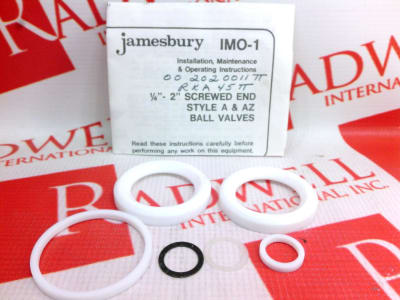 jamesbury IMO-1
Installation, Maintenance
& Operating Instructions
00 2020011 TT
RKA 45 TT
¼"- 2" SCREWED END
STYLE A & AZ
BALL VALVES
Read these instructions carefully before
performing any work on this equipment.
RADWELL
INTERNATIONAL, INC.